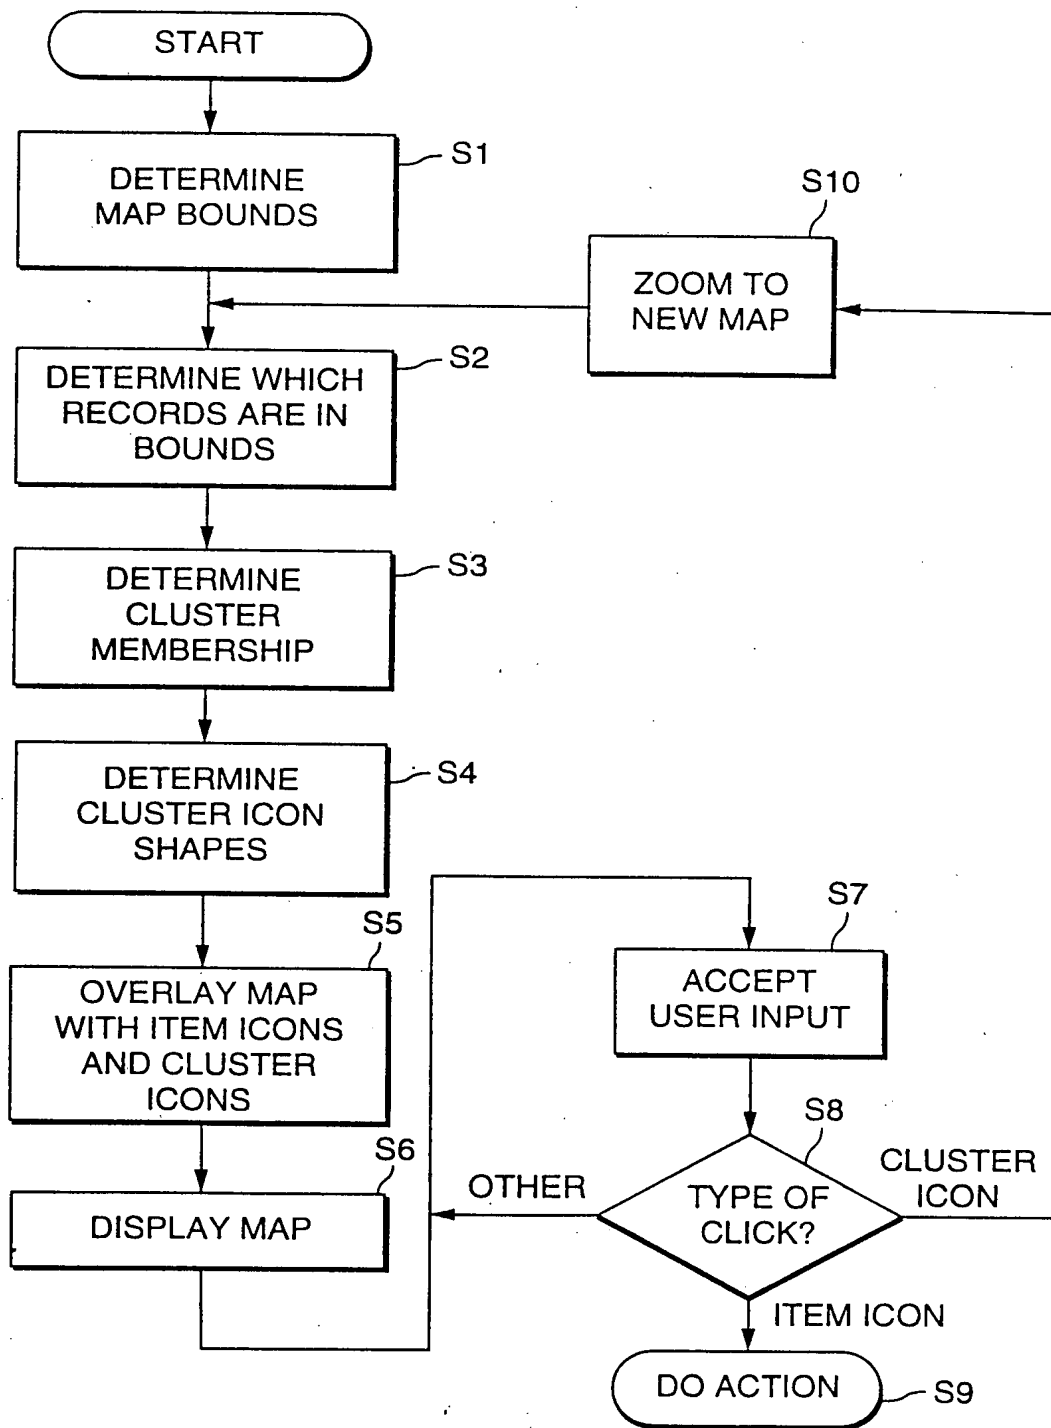 START
S1
DETERMINE
MAP BOUNDS
S10
ZOOM TO
NEW MAP
S2
DETERMINE WHICH
RECORDS ARE IN
BOUNDS
S3
DETERMINE
CLUSTER
MEMBERSHIP
S4
DETERMINE
CLUSTER ICON
SHAPES
S5
OVERLAY MAP
WITH ITEM ICONS
AND CLUSTER
ICONS
S6
DISPLAY MAP
S7
ACCEPT
USER INPUT
S8
TYPE OF
CLICK?
OTHER
CLUSTER
ICON
ITEM ICON
DO ACTION
S9